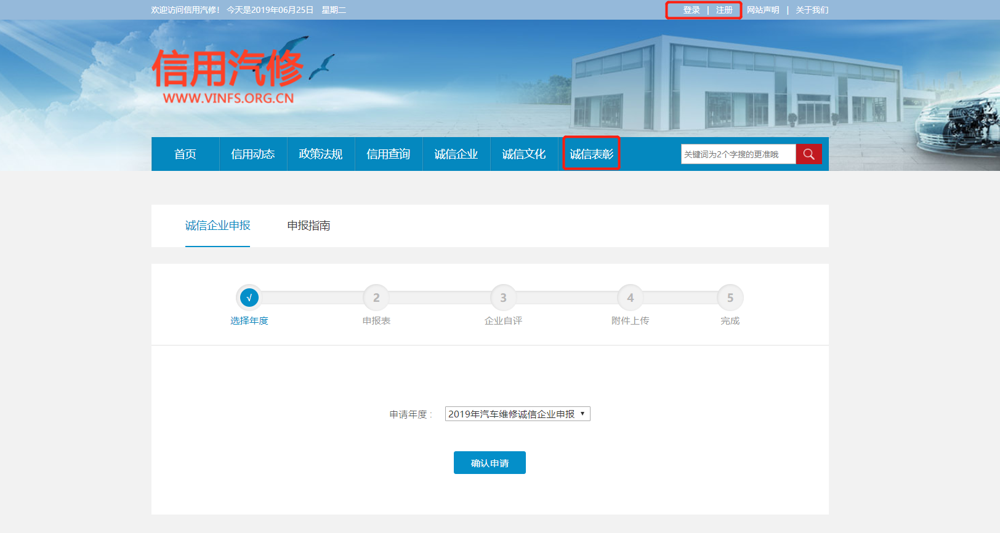 欢迎访问信用汽修! 今天是2019年06月25日 星期二
登录 | 注册 网站声明 | 关于我们
信用汽修
WWW.VINFS.ORG.CN
首页 信用动态 政策法规 信用查询 诚信企业 诚信文化 诚信表彰 关键词为2个字搜的更准哦
诚信企业申报 申报指南
√ 2 3 4 5
选择年度 申报表 企业自评 附件上传 完成
申请年度 : 2019年汽车维修诚信企业申报
确认申请